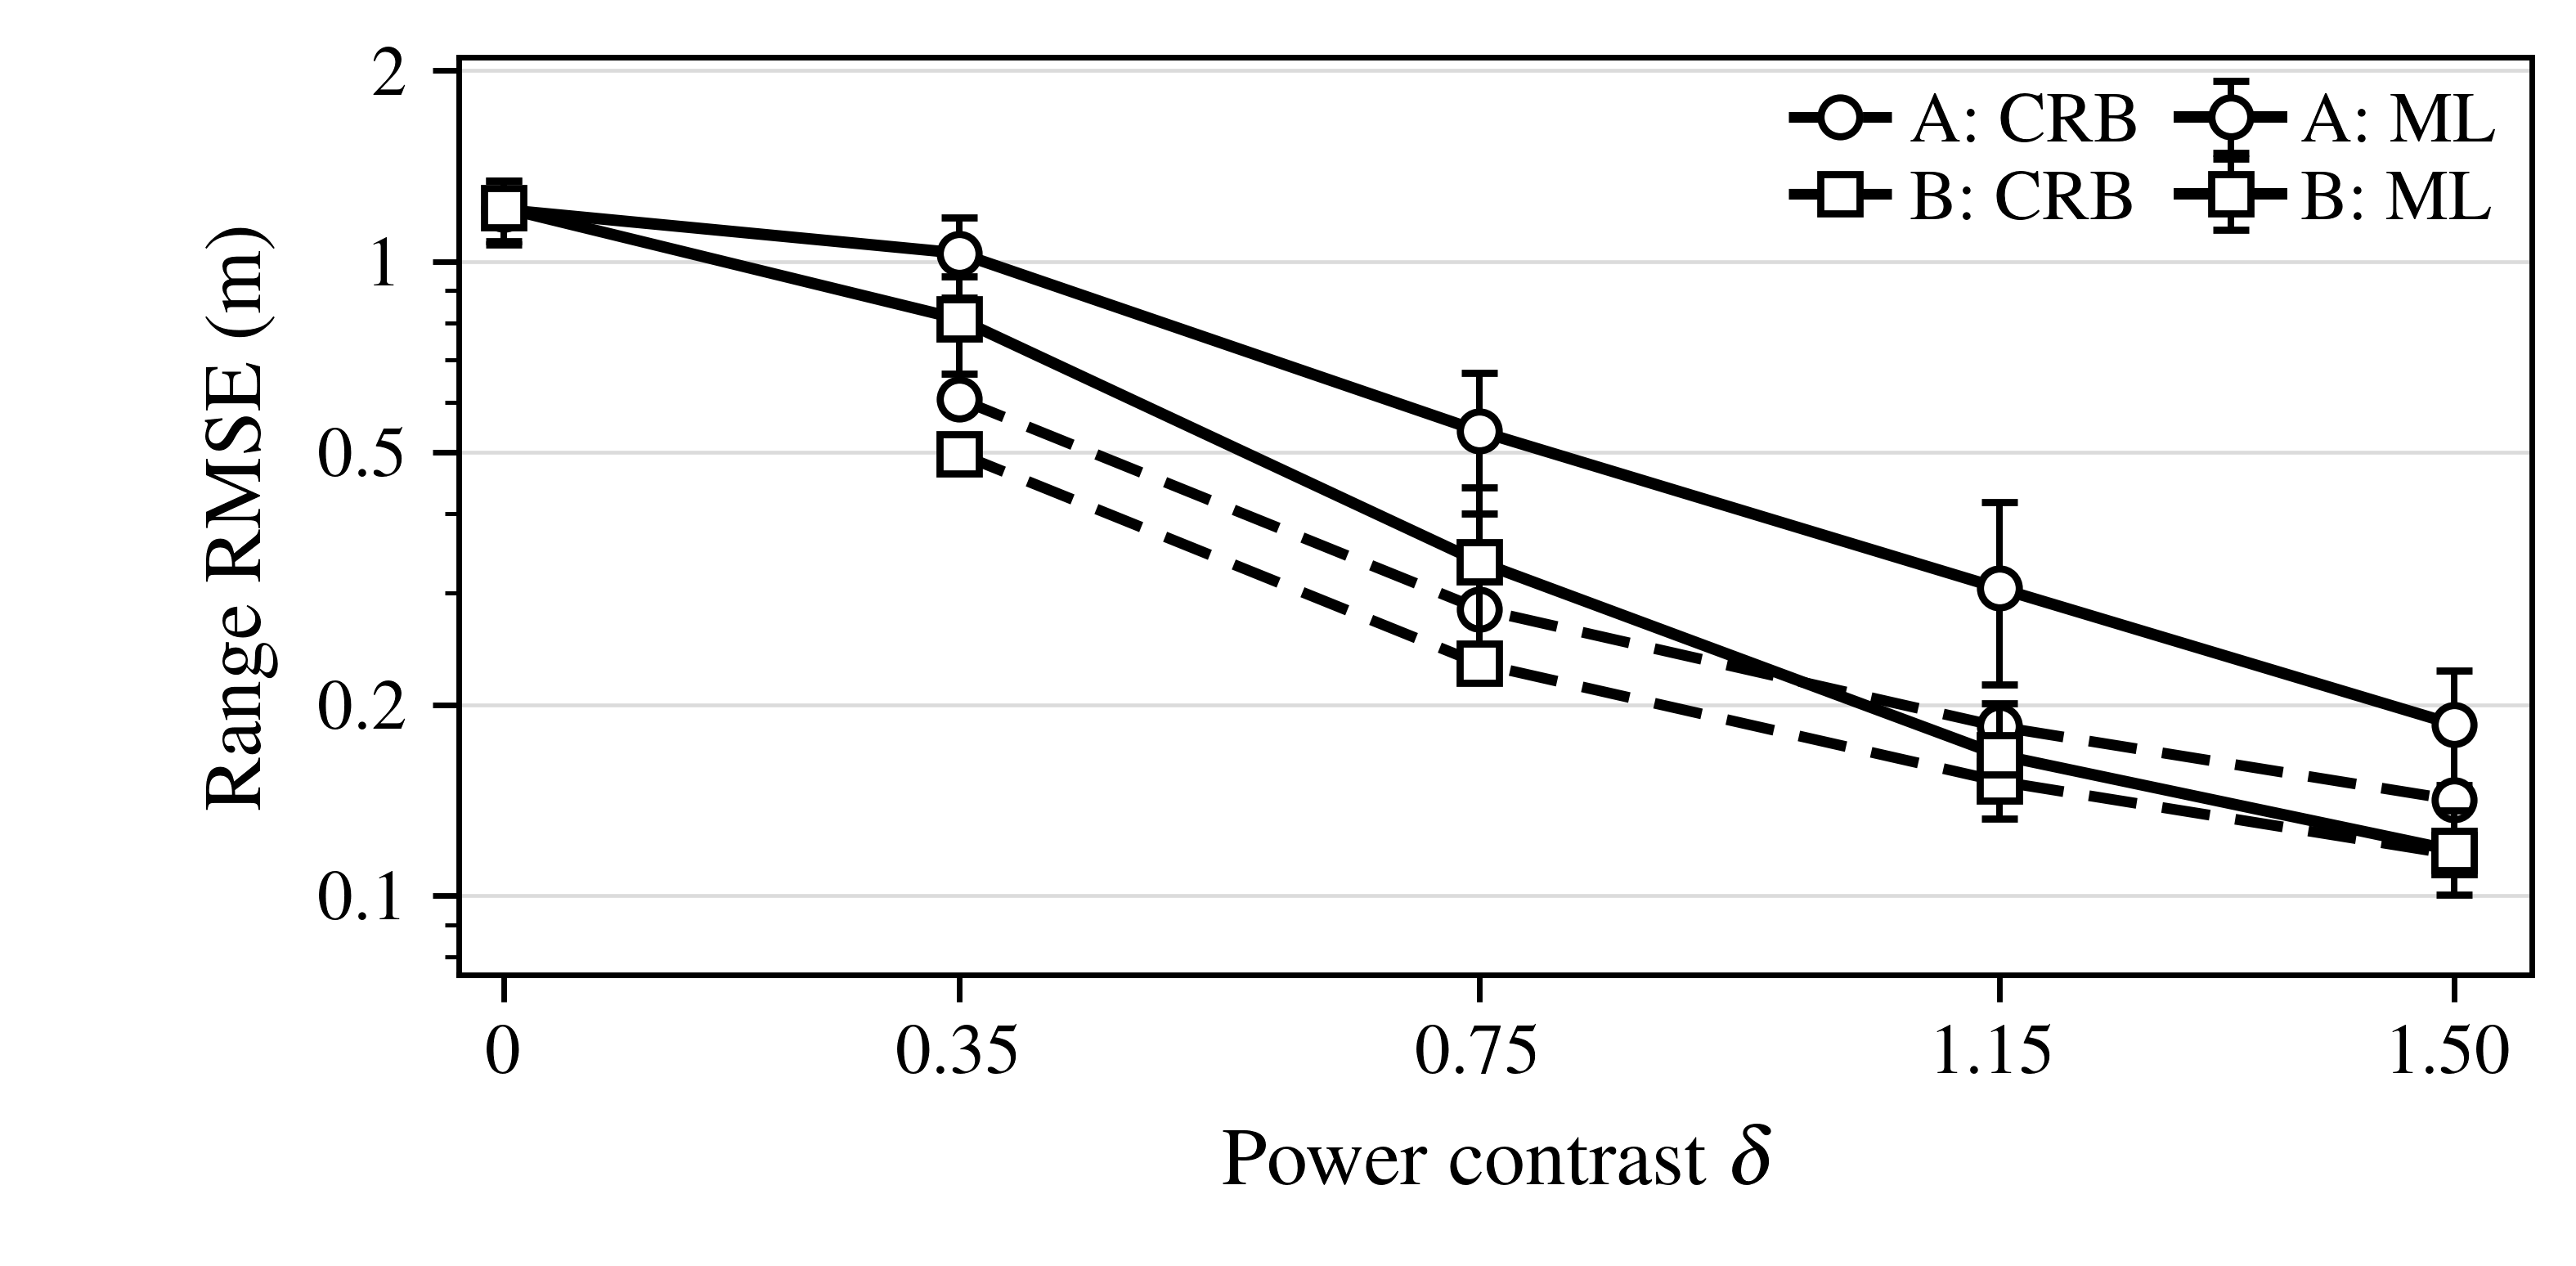 A: CRB A: ML
B: CRB B: ML
Range RMSE (m)
2
1
0.5
0.2
0.1
0 0.35 0.75 1.15 1.50
Power contrast δ